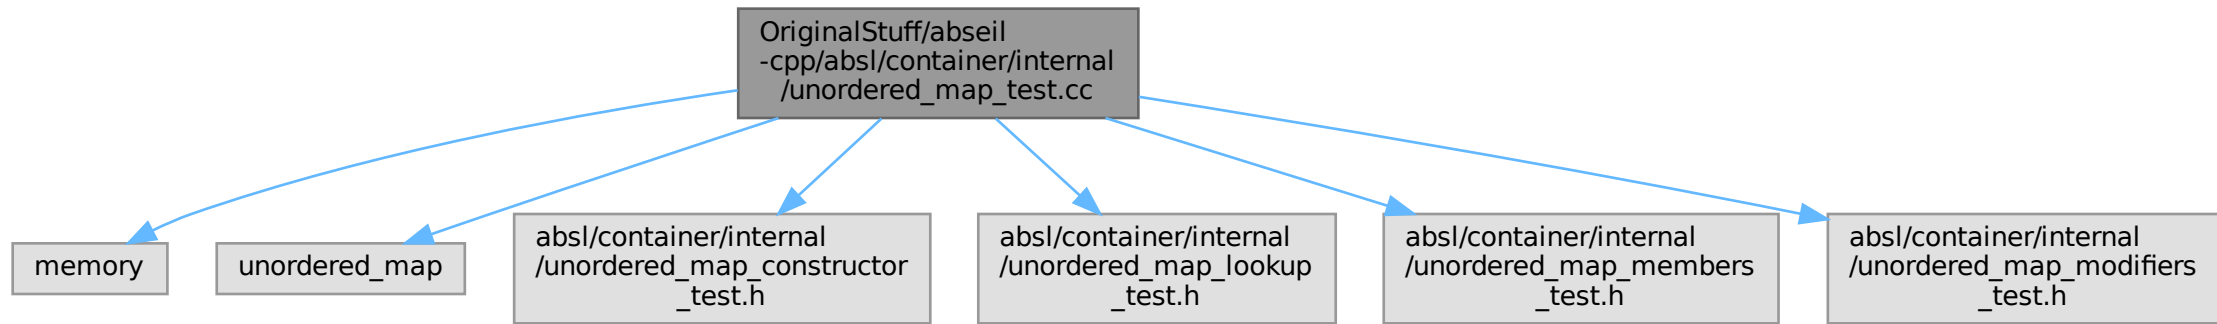 OriginalStuff/abseil
-cpp/absl/container/internal
/unordered_map_test.cc
memory
unordered_map
absl/container/internal
/unordered_map_constructor
_test.h
absl/container/internal
/unordered_map_lookup
_test.h
absl/container/internal
/unordered_map_members
_test.h
absl/container/internal
/unordered_map_modifiers
_test.h